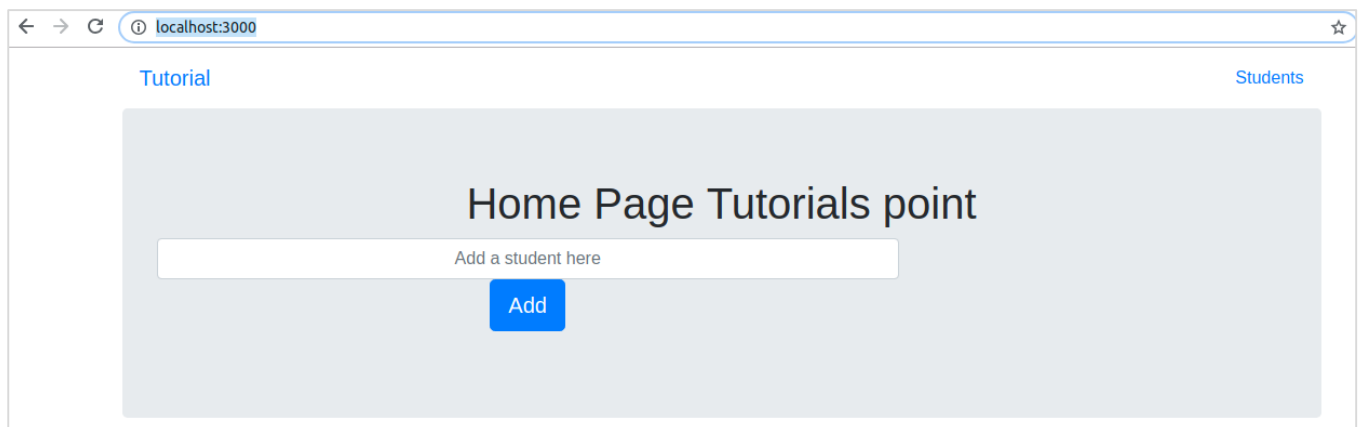 localhost:3000
Tutorial Students
Home Page Tutorials point
Add a student here
Add